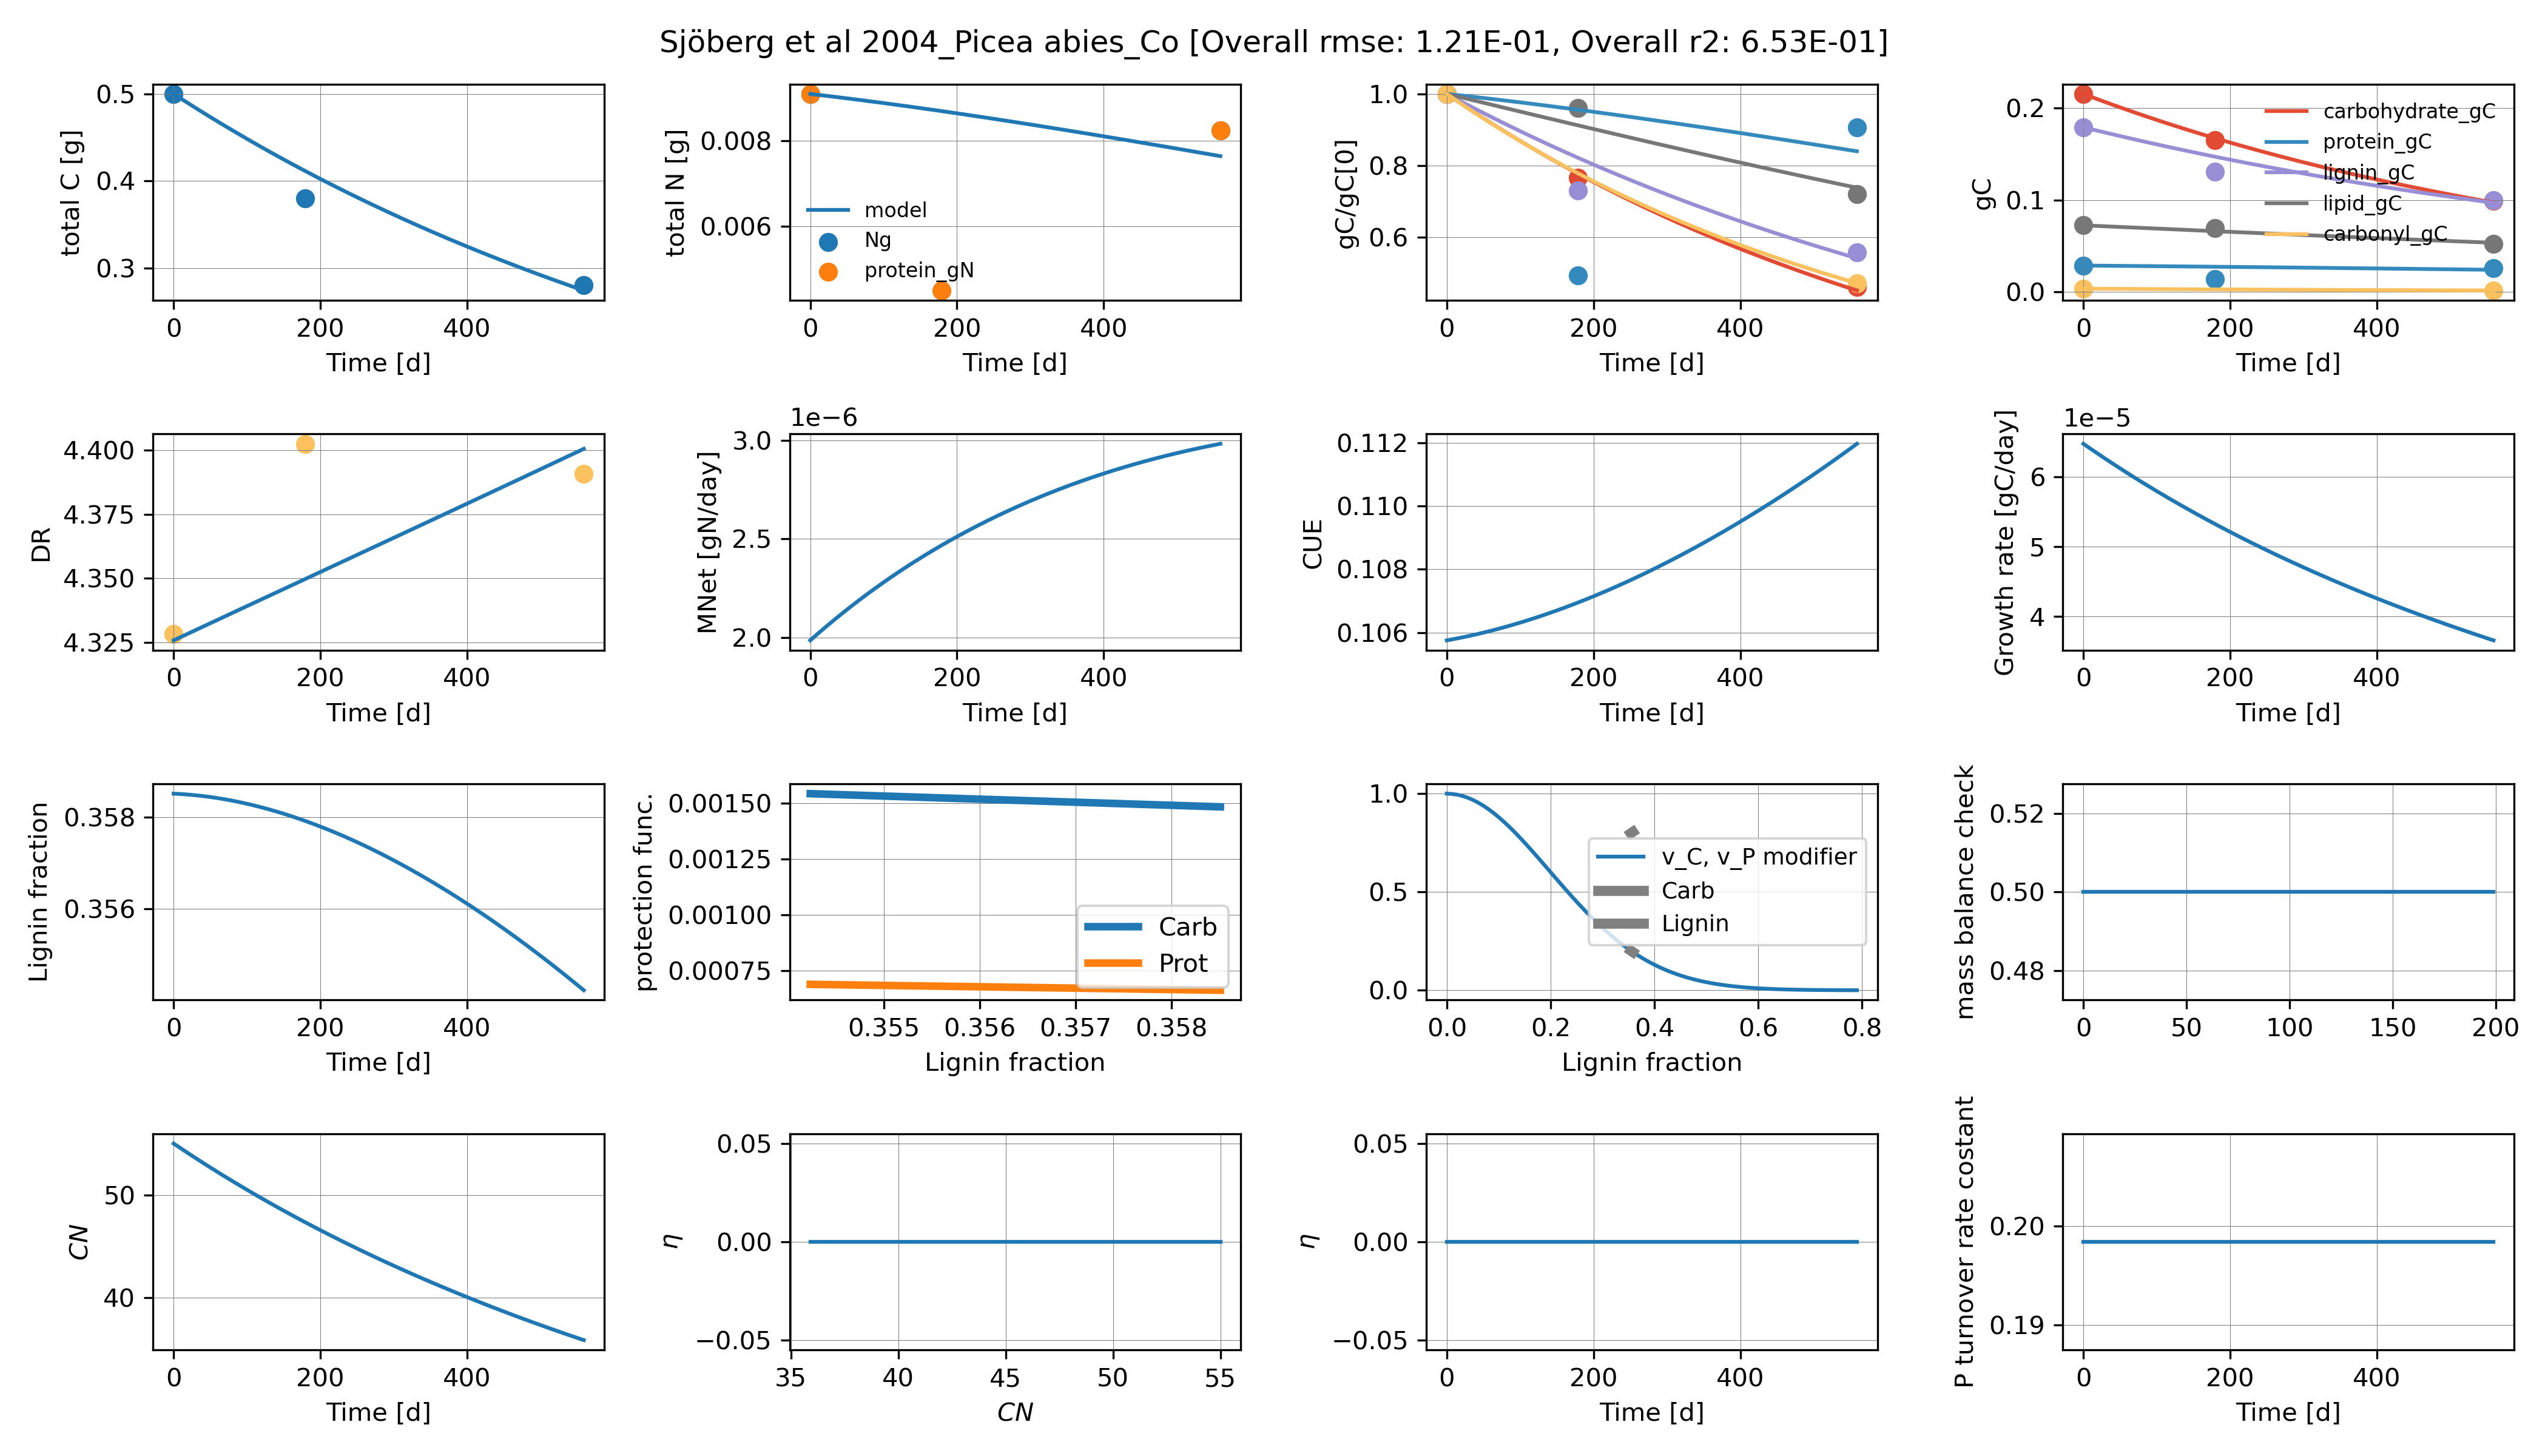 Sjöberg et al 2004_Picea abies_Co [Overall rmse: 1.21E-01, Overall r2: 6.53E-01]
total C [g]
0.5
0.4
0.3
0
200
400
Time [d]
total N [g]
0.008
0.006
model
Ng
protein_gN
0
200
400
Time [d]
gC/gC[0]
1.0
0.8
0.6
0
200
400
Time [d]
gC
0.2
0.1
0.0
carbohydrate_gC
protein_gC
lignin_gC
lipid_gC
carbonyl_gC
0
200
400
Time [d]
DR
4.400
4.375
4.350
4.325
0
200
400
Time [d]
1e−6
MNet [gN/day]
3.0
2.5
2.0
0
200
400
Time [d]
CUE
0.112
0.110
0.108
0.106
0
200
400
Time [d]
1e−5
Growth rate [gC/day]
6
5
4
0
200
400
Time [d]
Lignin fraction
0.358
0.356
0
200
400
Time [d]
protection func.
0.00150
0.00125
0.00100
0.00075
Carb
Prot
0.355
0.356
0.357
0.358
Lignin fraction
1.0
0.5
0.0
v_C, v_P modifier
Carb
Lignin
0.0
0.2
0.4
0.6
0.8
Lignin fraction
mass balance check
0.52
0.50
0.48
0
50
100
150
200
CN
50
40
0
200
400
Time [d]
η
0.05
0.00
−0.05
35
40
45
50
55
CN
η
0.05
0.00
−0.05
0
200
400
Time [d]
P turnover rate costant
0.20
0.19
0
200
400
Time [d]